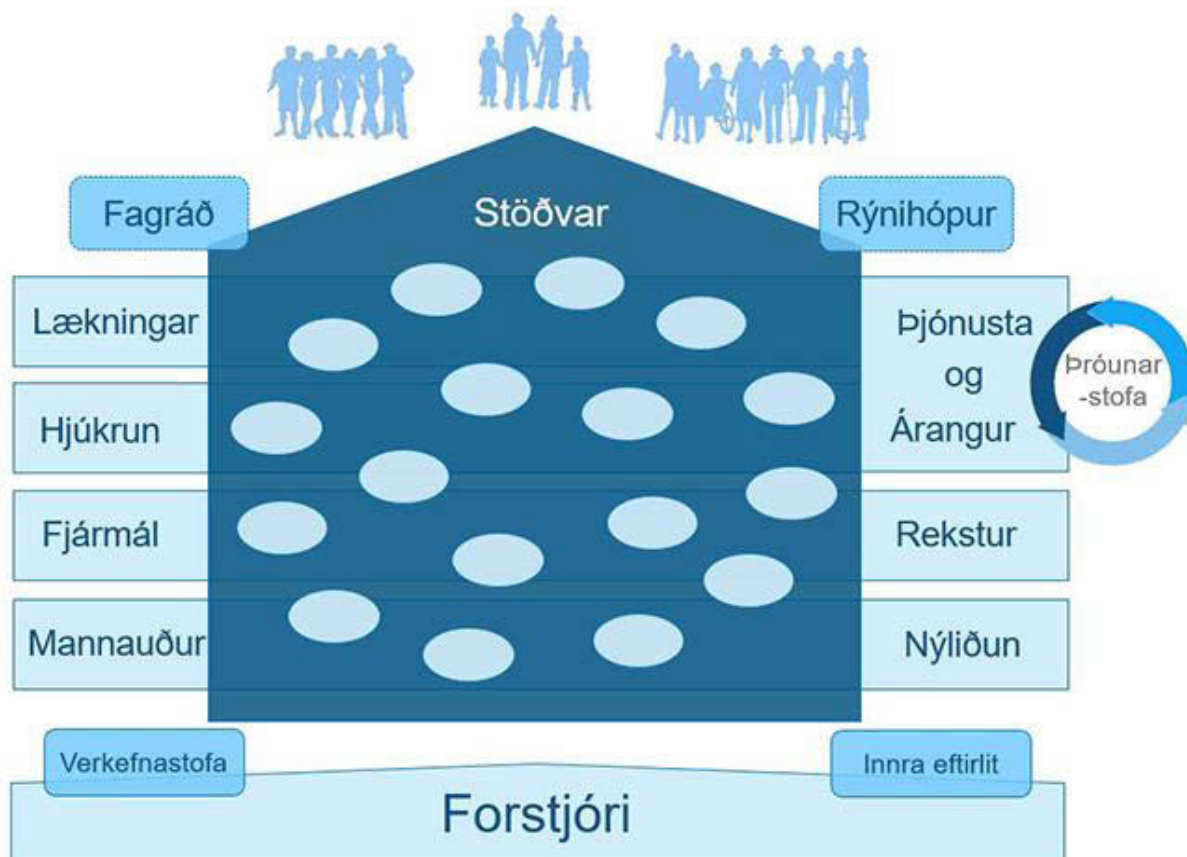 Stöðvar
Fagráð
Rýnihópur
Lækningar
Þjónusta
og
Árangur
Þróunar
-stofa
Hjúkrun
Fjármál
Rekstur
Mannauður
Nýliðun
Verkefnastofa
Innra eftirlit
Forstjóri